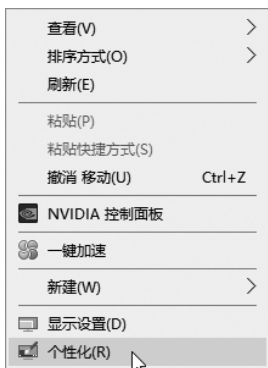 查看(V)
排序方式(O)
刷新(E)
粘贴(P)
粘贴快捷方式(S)
撤消 移动(U) Ctrl+Z
NVIDIA 控制面板
一键加速
新建(W)
显示设置(D)
个性化(R)